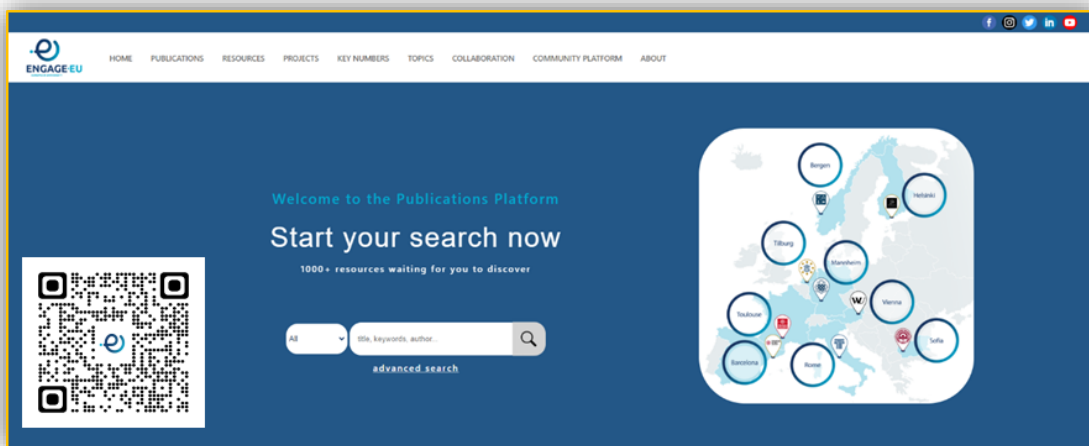 ENGAGE·EU
HOME PUBLICATIONS RESOURCES PROJECTS KEY NUMBERS TOPICS COLLABORATION COMMUNITY PLATFORM ABOUT
Welcome to the Publications Platform
Start your search now
1000+ resources waiting for you to discover
All title, keywords, author...
advanced search
Bergen
Helsinki
Tilburg
Mannheim
Toulouse
Vienna
Barcelona
Rome
Sofia